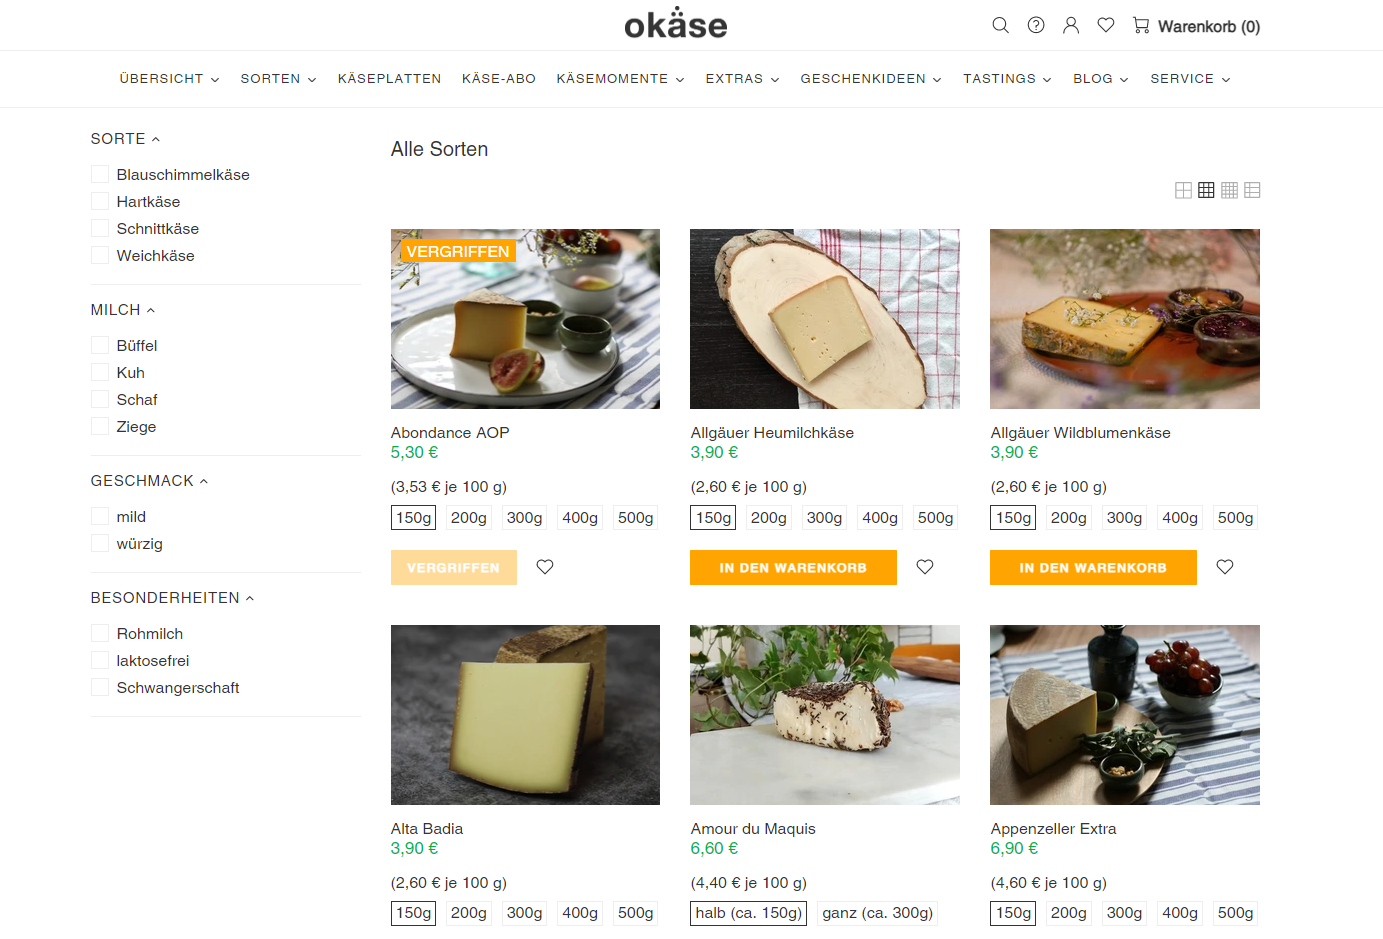 okäse
Warenkorb (0)
ÜBERSICHT SORTEN KÄSEPLATTEN KÄSE-ABO KÄSEMOMENTE EXTRAS GESCHENKIDEEN TASTINGS BLOG SERVICE
SORTE
Blauschimmelkäse
Hartkäse
Schnittkäse
Weichkäse
MILCH
Büffel
Kuh
Schaf
Ziege
GESCHMACK
mild
würzig
BESONDERHEITEN
Rohmilch
laktosefrei
Schwangerschaft
Alle Sorten
VERGRIFFEN
Abondance AOP
5,30 €
(3,53 € je 100 g)
150g 200g 300g 400g 500g
VERGRIFFEN
Allgäuer Heumilchkäse
3,90 €
(2,60 € je 100 g)
150g 200g 300g 400g 500g
IN DEN WARENKORB
Allgäuer Wildblumenkäse
3,90 €
(2,60 € je 100 g)
150g 200g 300g 400g 500g
IN DEN WARENKORB
Alta Badia
3,90 €
(2,60 € je 100 g)
150g 200g 300g 400g 500g
Amour du Maquis
6,60 €
(4,40 € je 100 g)
halb (ca. 150g) ganz (ca. 300g)
Appenzeller Extra
6,90 €
(4,60 € je 100 g)
150g 200g 300g 400g 500g